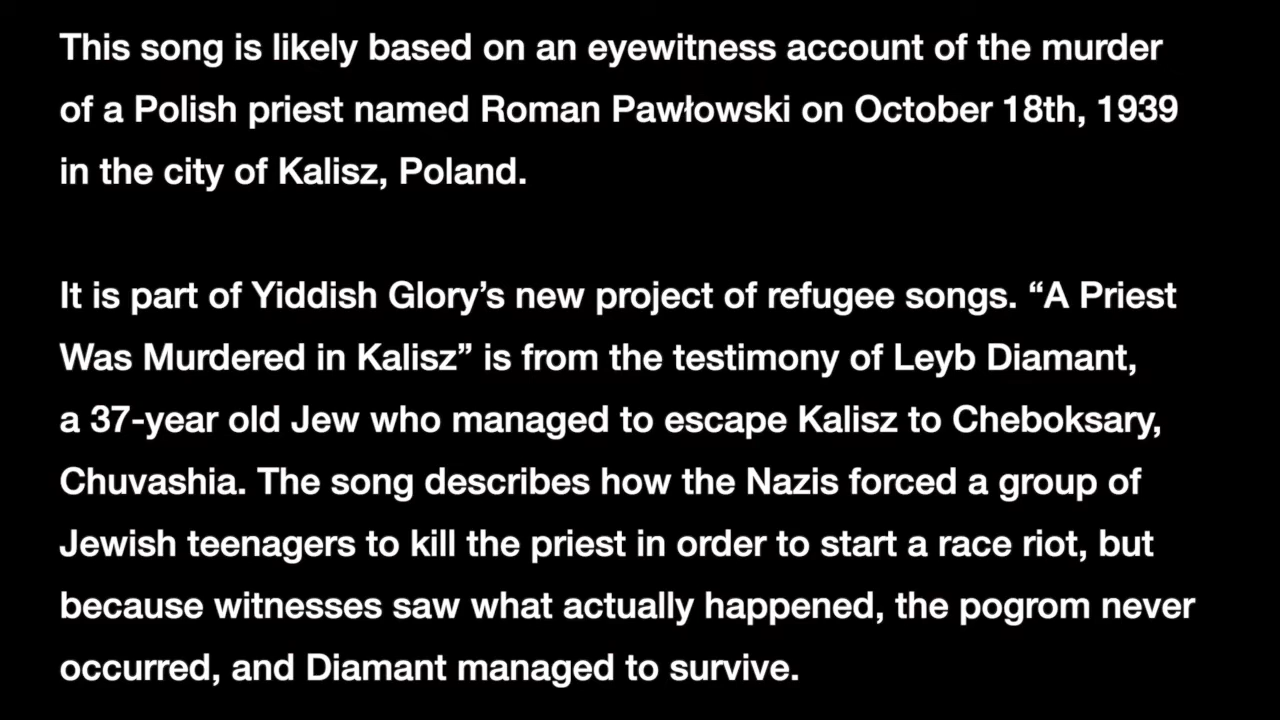 This song is likely based on an eyewitness account of the murder
of a Polish priest named Roman Pawłowski on October 18th, 1939
in the city of Kalisz, Poland.
It is part of Yiddish Glory’s new project of refugee songs. “A Priest
Was Murdered in Kalisz” is from the testimony of Leyb Diamant,
a 37-year old Jew who managed to escape Kalisz to Cheboksary,
Chuvashia. The song describes how the Nazis forced a group of
Jewish teenagers to kill the priest in order to start a race riot, but
because witnesses saw what actually happened, the pogrom never
occurred, and Diamant managed to survive.